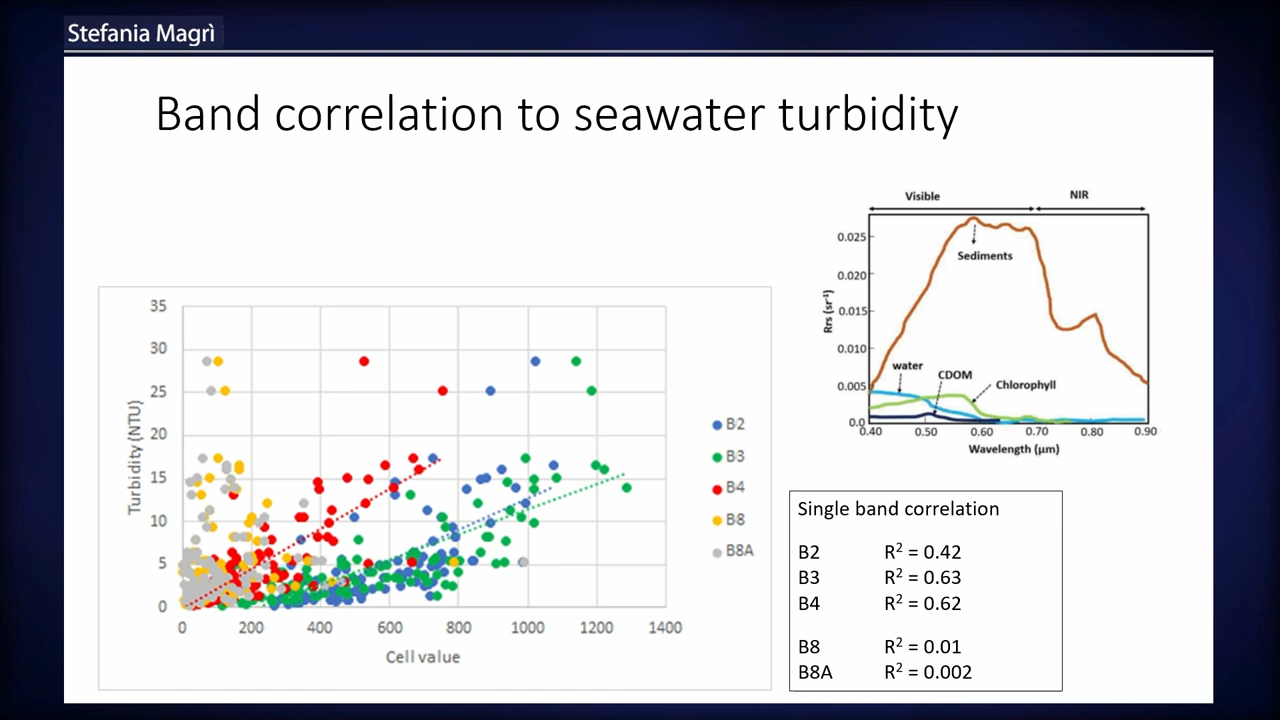 Stefania Magrì
Band correlation to seawater turbidity
Visible
NIR
0.025
0.020
0.015
0.010
0.005
0.0
Rrs (sr⁻¹)
Sediments
water
CDOM
Chlorophyll
0.40 0.50 0.60 0.70 0.80 0.90
Wavelength (µm)
35
30
25
20
15
10
5
0
Turbidity (NTU)
0 200 400 600 800 1000 1200 1400
Cell value
B2
B3
B4
B8
B8A
Single band correlation
B2 R² = 0.42
B3 R² = 0.63
B4 R² = 0.62
B8 R² = 0.01
B8A R² = 0.002